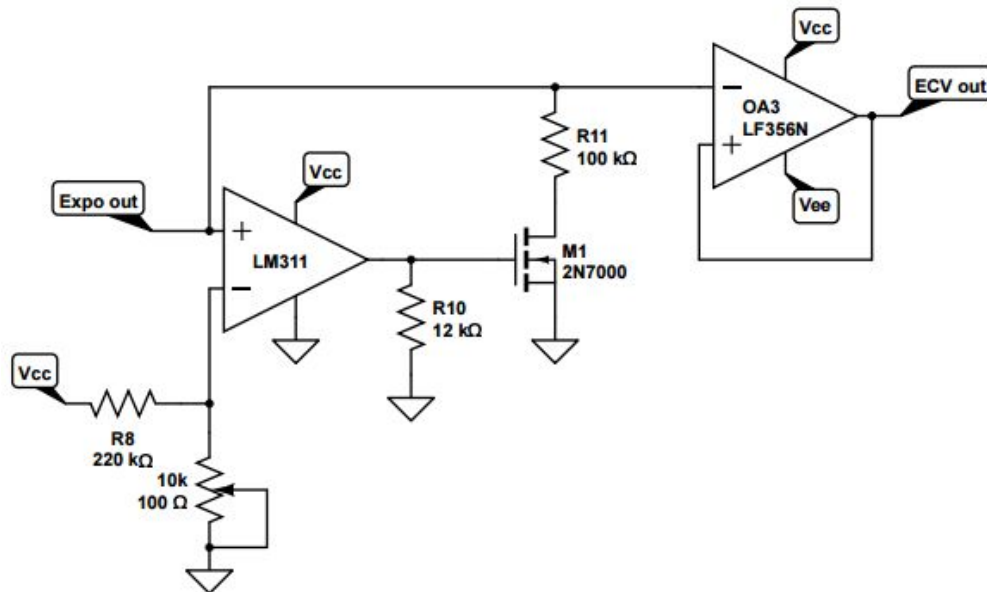 Vcc
ECV out
OA3
LF356N
R11
100 kΩ
Vcc
Expo out
Vee
+
−
−
+
LM311
M1
2N7000
R10
12 kΩ
Vcc
R8
220 kΩ
10k
100 Ω